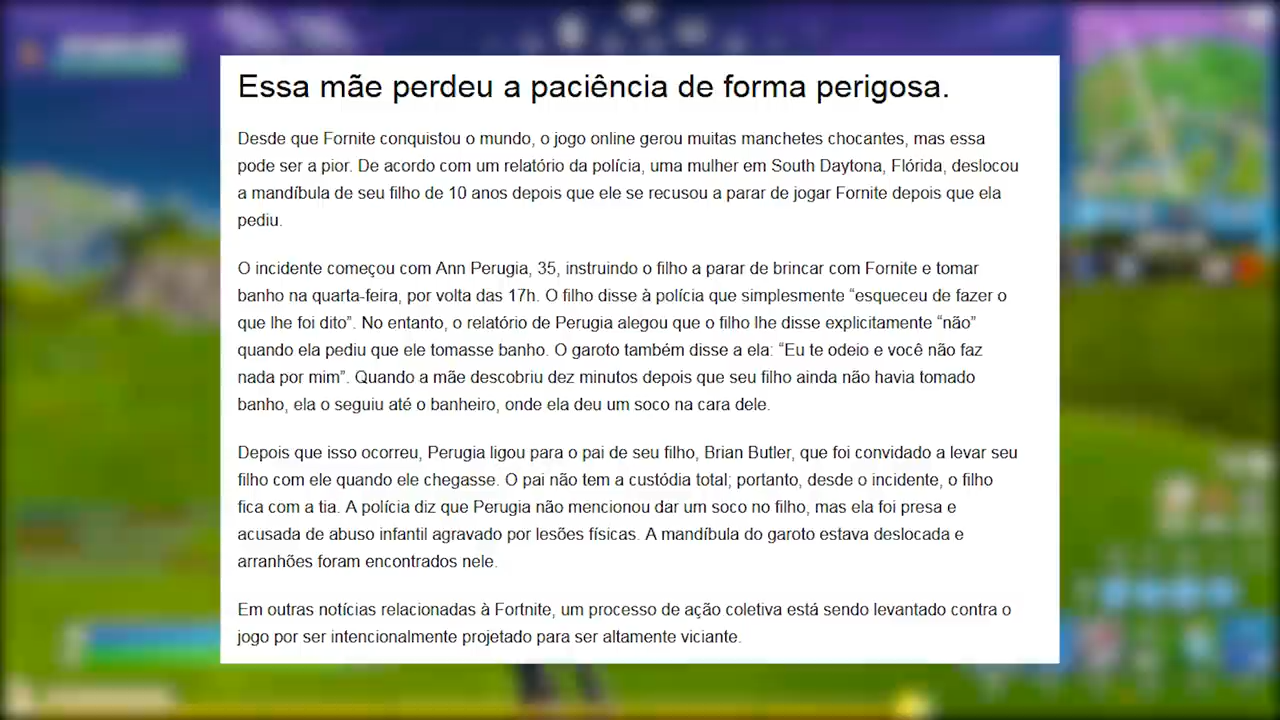 Essa mãe perdeu a paciência de forma perigosa.
Desde que Fornite conquistou o mundo, o jogo online gerou muitas manchetes chocantes, mas essa
pode ser a pior. De acordo com um relatório da polícia, uma mulher em South Daytona, Flórida, deslocou
a mandíbula de seu filho de 10 anos depois que ele se recusou a parar de jogar Fornite depois que ela
pediu.
O incidente começou com Ann Perugia, 35, instruindo o filho a parar de brincar com Fornite e tomar
banho na quarta-feira, por volta das 17h. O filho disse à polícia que simplesmente “esqueceu de fazer o
que lhe foi dito”. No entanto, o relatório de Perugia alegou que o filho lhe disse explicitamente “não”
quando ela pediu que ele tomasse banho. O garoto também disse a ela: “Eu te odeio e você não faz
nada por mim”. Quando a mãe descobriu dez minutos depois que seu filho ainda não havia tomado
banho, ela o seguiu até o banheiro, onde ela deu um soco na cara dele.
Depois que isso ocorreu, Perugia ligou para o pai de seu filho, Brian Butler, que foi convidado a levar seu
filho com ele quando ele chegasse. O pai não tem a custódia total; portanto, desde o incidente, o filho
fica com a tia. A polícia diz que Perugia não mencionou dar um soco no filho, mas ela foi presa e
acusada de abuso infantil agravado por lesões físicas. A mandíbula do garoto estava deslocada e
arranhões foram encontrados nele.
Em outras notícias relacionadas à Fortnite, um processo de ação coletiva está sendo levantado contra o
jogo por ser intencionalmente projetado para ser altamente viciante.